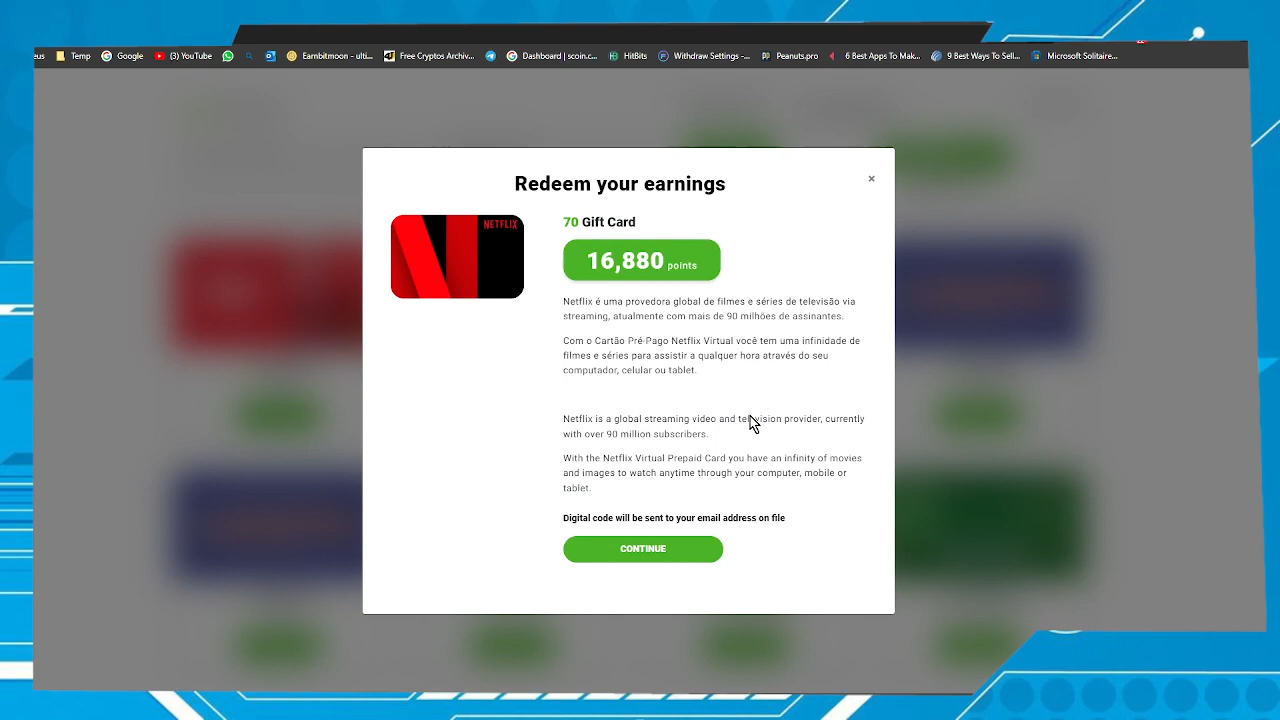 eus
Temp
Google
(3) YouTube
Earnbitmoon - ulti...
Free Cryptos Archiv...
Dashboard | scoin.c...
HitBits
Withdraw Settings -...
Peanuts.pro
6 Best Apps To Mak...
9 Best Ways To Sell...
Microsoft Solitaire...
Redeem your earnings
×
NETFLIX
70 Gift Card
16,880 points
Netflix é uma provedora global de filmes e séries de televisão via
streaming, atualmente com mais de 90 milhões de assinantes.
Com o Cartão Pré-Pago Netflix Virtual você tem uma infinidade de
filmes e séries para assistir a qualquer hora através do seu
computador, celular ou tablet.
Netflix is a global streaming video and television provider, currently
with over 90 million subscribers.
With the Netflix Virtual Prepaid Card you have an infinity of movies
and images to watch anytime through your computer, mobile or
tablet.
Digital code will be sent to your email address on file
CONTINUE